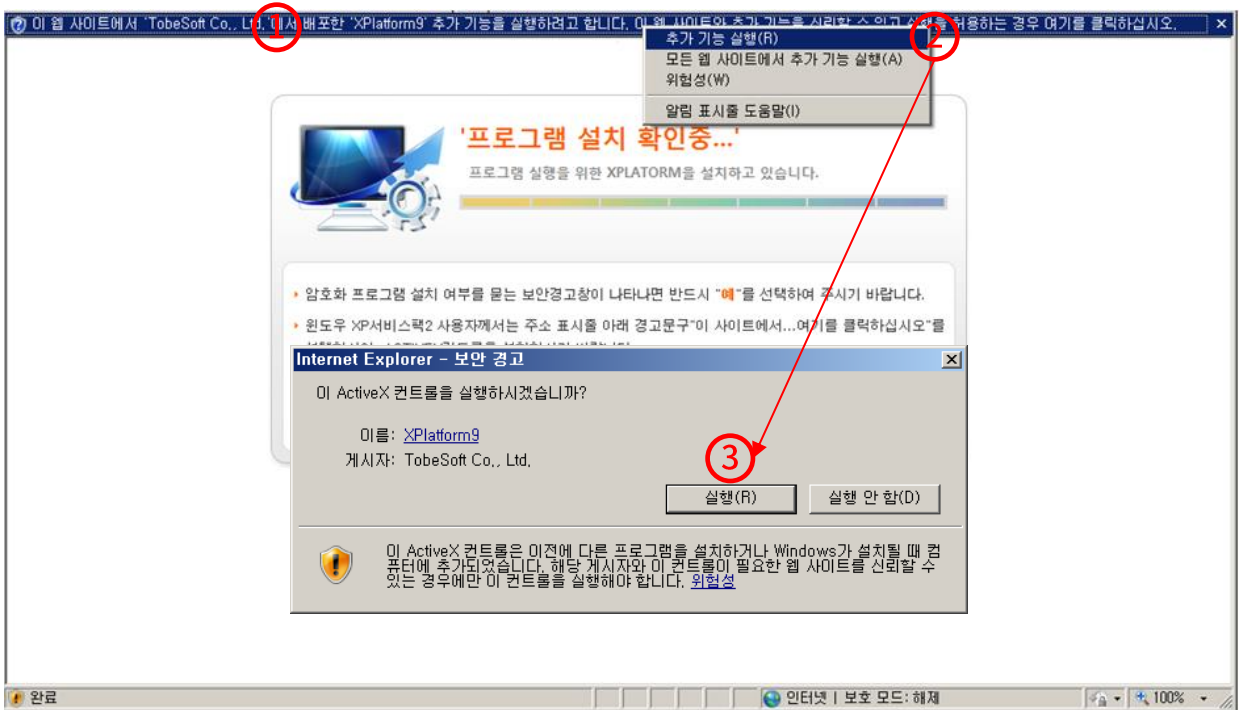 이 웹 사이트에서 'TobeSoft Co., Ltd.'에서 배포한 'XPlatform9' 추가 기능을 실행하려고 합니다. 이 웹 사이트와 추가 기능을 신뢰할 수 있고 실행을 허용하는 경우 여기를 클릭하십시오. ×
1
2
추가 기능 실행(R)
모든 웹 사이트에서 추가 기능 실행(A)
위험성(W)
알림 표시줄 도움말(I)
'프로그램 설치 확인중...'
프로그램 실행을 위한 XPLATORM을 설치하고 있습니다.
암호화 프로그램 설치 여부를 묻는 보안경고창이 나타나면 반드시 "예"를 선택하여 주시기 바랍니다.
윈도우 XP서비스팩2 사용자께서는 주소 표시줄 아래 경고문구"이 사이트에서...여기를 클릭하십시오"를
Internet Explorer - 보안 경고
이 ActiveX 컨트롤을 실행하시겠습니까?
이름: XPlatform9
게시자: TobeSoft Co., Ltd.
3
실행(R) 실행 안 함(D)
이 ActiveX 컨트롤은 이전에 다른 프로그램을 설치하거나 Windows가 설치될 때 컴
퓨터에 추가되었습니다. 해당 게시자와 이 컨트롤이 필요한 웹 사이트를 신뢰할 수
있는 경우에만 이 컨트롤을 실행해야 합니다. 위험성
완료 인터넷 | 보호 모드: 해제 100%